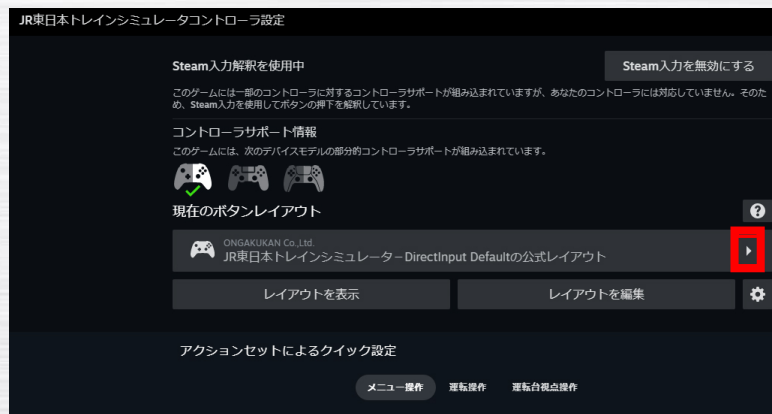 JR東日本トレインシミュレータコントローラ設定
Steam入力解釈を使用中
Steam入力を無効にする
このゲームには一部のコントローラに対するコントローラサポートが組み込まれていますが、あなたのコントローラには対応していません。そのた
め、Steam入力を使用してボタンの押下を解釈しています。
コントローラサポート情報
このゲームには、次のデバイスモデルの部分的コントローラサポートが組み込まれています。
現在のボタンレイアウト
?
ONGAKUKAN Co.,Ltd.
JR東日本トレインシミュレーターDirectInput Defaultの公式レイアウト
レイアウトを表示
レイアウトを編集
アクションセットによるクイック設定
メニュー操作 運転操作 運転台視点操作